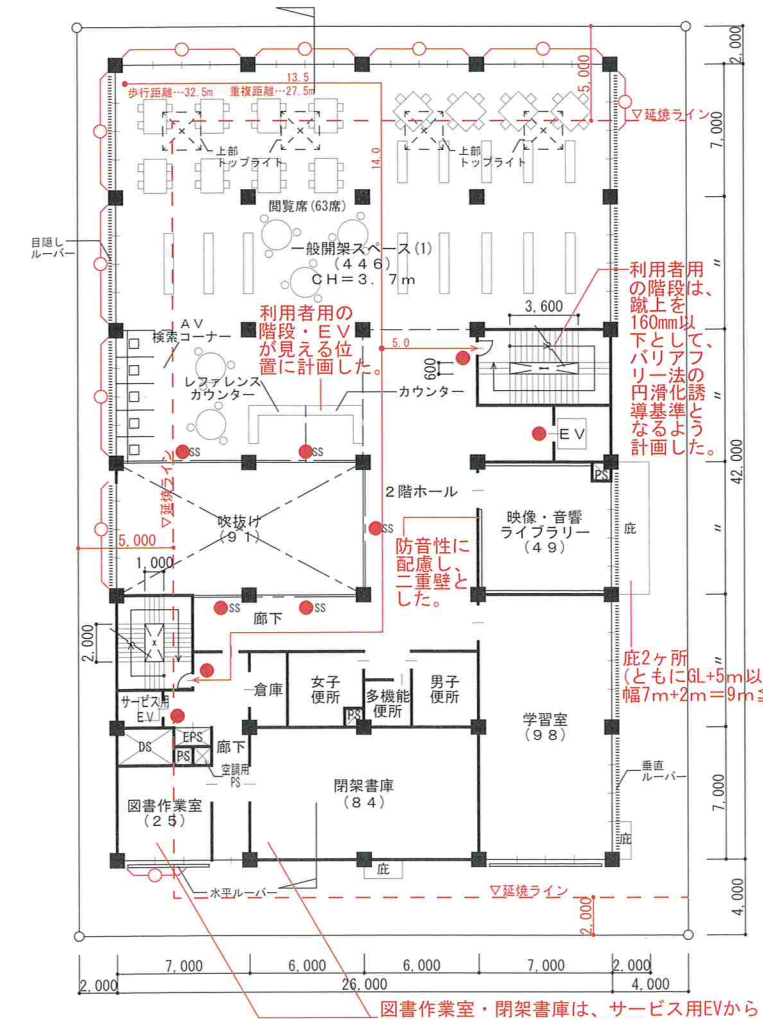 2,000
5,000
13.5
歩行距離…32.5m 重複距離…27.5m
▽延焼ライン
7,000
上部
トップライト
上部
トップライト
14.0
閲覧席(63席)
目隠し
ルーバー
一般開架スペース(1)
(446)
CH=3.7m
〃
利用者用
の階段は、
蹴上を
160mm以
下として、
バリアフ
リー法の
円滑化誘
導基準と
なるよう
計画した。
3,600
利用者用の
階段・EV
が見える位
置に計画した。
AV
検索コーナー
5.0
600
〃
レファレンス
カウンター
カウンター
EV
SS
SS
42,000
▽延焼ライン
2階ホール
PS
吹抜け
(91)
SS
映像・音響
ライブラリー
(49)
庇
〃
5,000
防音性に
配慮し、
二重壁と
した。
1,000
SS
SS
廊下
2,000
〃
庇2ヶ所
(ともにGL+5m以
幅7m+2m=9m≦
倉庫
女子
便所
多機能
便所
男子
便所
PS
サービス用
EV
学習室
(98)
DS
EPS
PS
廊下
空調用
PS
垂直
ルーバー
閉架書庫
(84)
図書作業室
(25)
7,000
庇
庇
水平ルーバー
▽延焼ライン
2,000
4,000
7,000
6,000
6,000
7,000
2,000
2,000
26,000
4,000
図書作業室・閉架書庫は、サービス用EVから